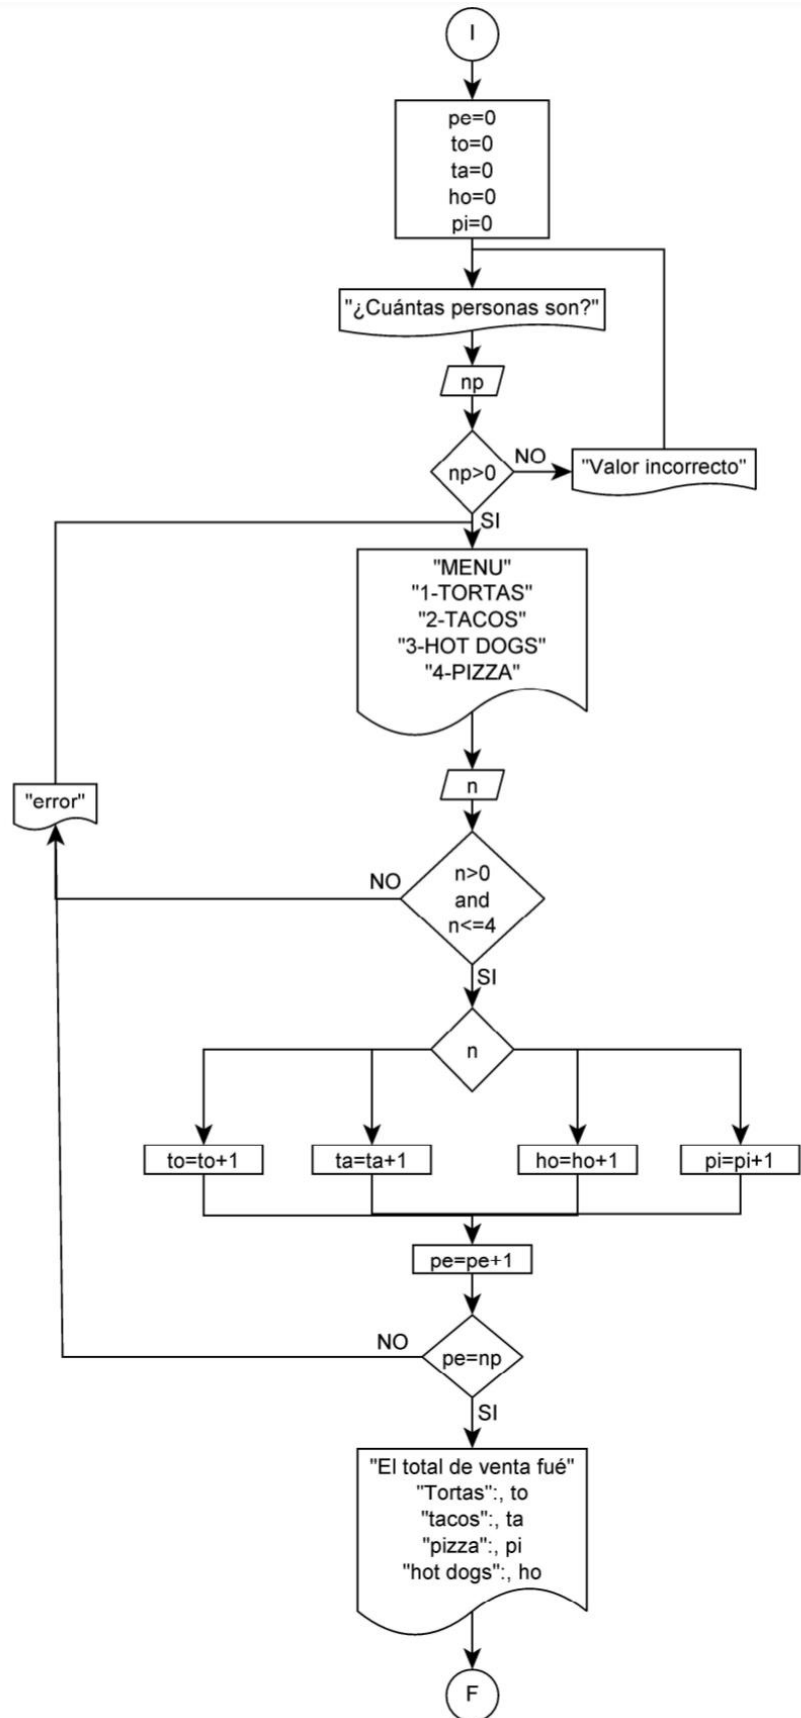 I
pe=0
to=0
ta=0
ho=0
pi=0
"¿Cuántas personas son?"
np
np>0
NO
"Valor incorrecto"
SI
"MENU"
"1-TORTAS"
"2-TACOS"
"3-HOT DOGS"
"4-PIZZA"
n
"error"
NO
n>0
and
n<=4
SI
n
to=to+1
ta=ta+1
ho=ho+1
pi=pi+1
pe=pe+1
NO
pe=np
SI
"El total de venta fué"
"Tortas":, to
"tacos":, ta
"pizza":, pi
"hot dogs":, ho
F